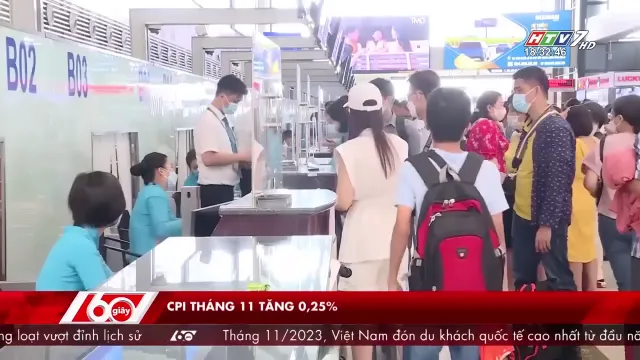 HTV7 HD
18:32:46
B02
B03
60 giây
CPI THÁNG 11 TĂNG 0,25%
ng loạt vượt đỉnh lịch sử
60
Tháng 11/2023, Việt Nam đón du khách quốc tế cao nhất từ đầu nă